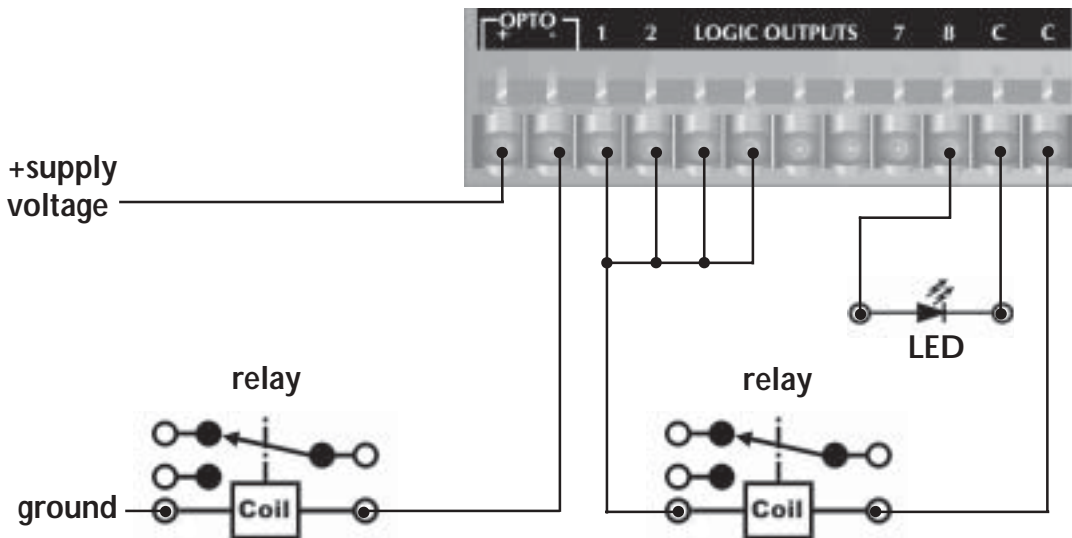 OPTO
+ - 1 2 LOGIC OUTPUTS 7 8 C C
+supply
voltage
LED
relay relay
ground Coil Coil